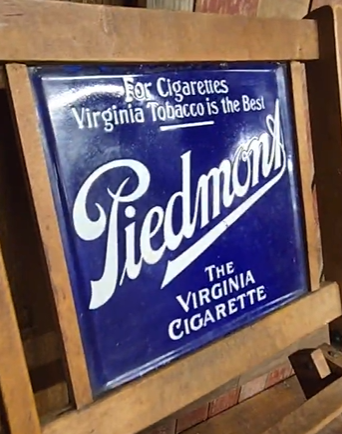 For Cigarettes
Virginia Tobacco is the Best
Piedmont
THE
VIRGINIA
CIGARETTE